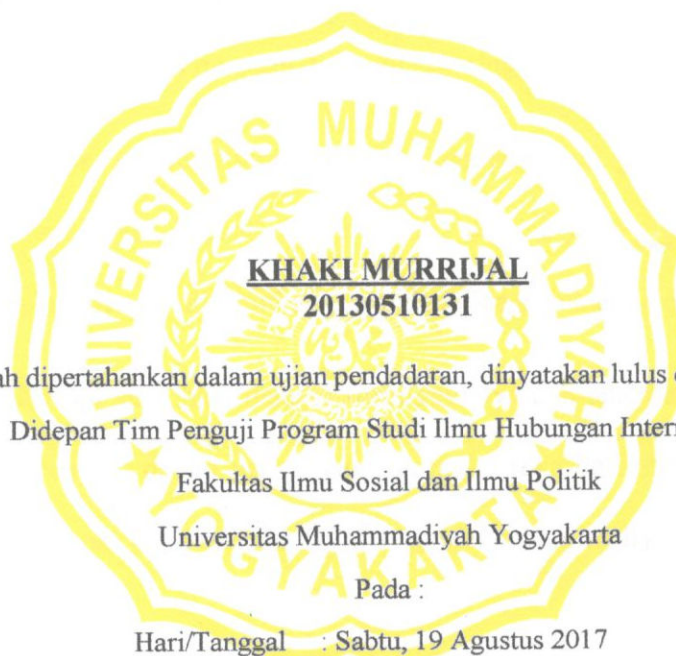 UNIVERSITAS MUHAMMADIYAH
YOGYAKARTA
KHAKI MURRIJAL
20130510131
ah dipertahankan dalam ujian pendadaran, dinyatakan lulus
Didepan Tim Penguji Program Studi Ilmu Hubungan Inter
Fakultas Ilmu Sosial dan Ilmu Politik
Universitas Muhammadiyah Yogyakarta
Pada :
Hari/Tanggal : Sabtu, 19 Agustus 2017